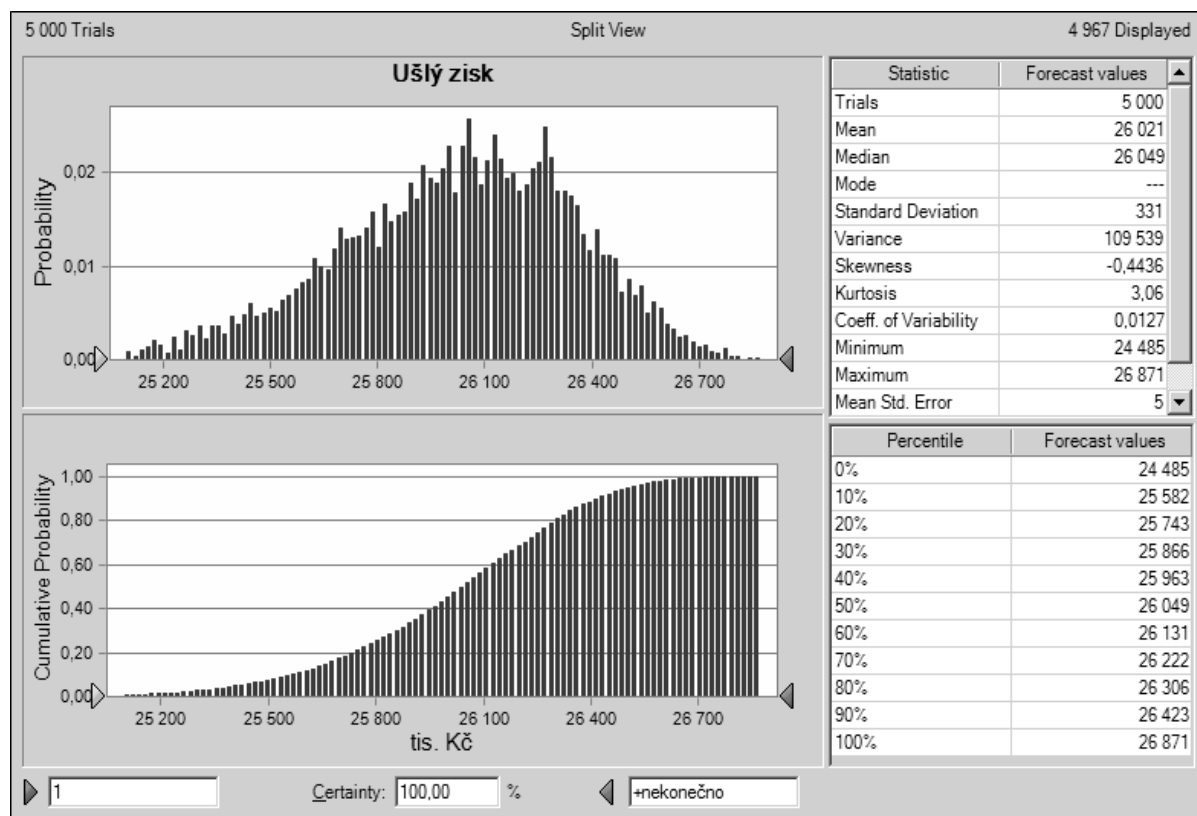 5 000 Trials Split View 4 967 Displayed
Ušlý zisk
Probability
0,02
0,01
0,00
25 200 25 500 25 800 26 100 26 400 26 700
Statistic Forecast values
Trials 5 000
Mean 26 021
Median 26 049
Mode ---
Standard Deviation 331
Variance 109 539
Skewness -0,4436
Kurtosis 3,06
Coeff. of Variability 0,0127
Minimum 24 485
Maximum 26 871
Mean Std. Error 5
Cumulative Probability
1,00
0,80
0,60
0,40
0,20
0,00
25 200 25 500 25 800 26 100 26 400 26 700
tis. Kč
Percentile Forecast values
0% 24 485
10% 25 582
20% 25 743
30% 25 866
40% 25 963
50% 26 049
60% 26 131
70% 26 222
80% 26 306
90% 26 423
100% 26 871
1 Certainty: 100,00 % +nekonečno